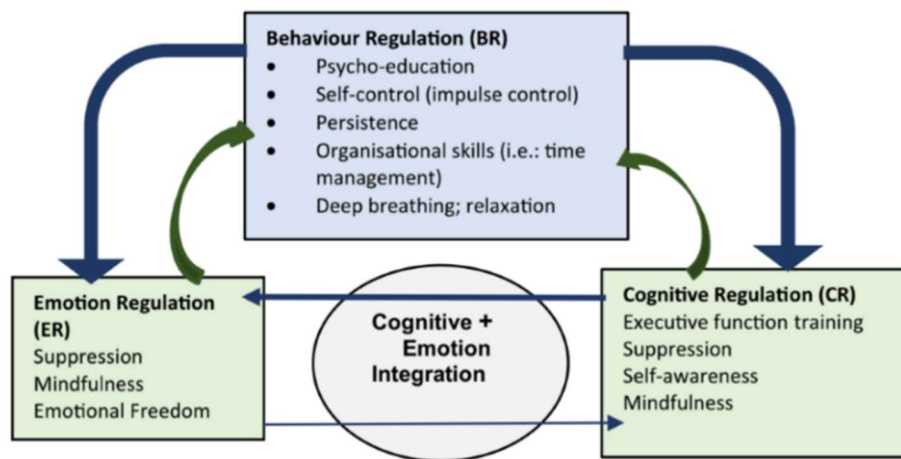 Behaviour Regulation (BR)
• Psycho-education
• Self-control (impulse control)
• Persistence
• Organisational skills (i.e.: time
management)
• Deep breathing; relaxation
Emotion Regulation
(ER)
Suppression
Mindfulness
Emotional Freedom
Cognitive +
Emotion
Integration
Cognitive Regulation (CR)
Executive function training
Suppression
Self-awareness
Mindfulness